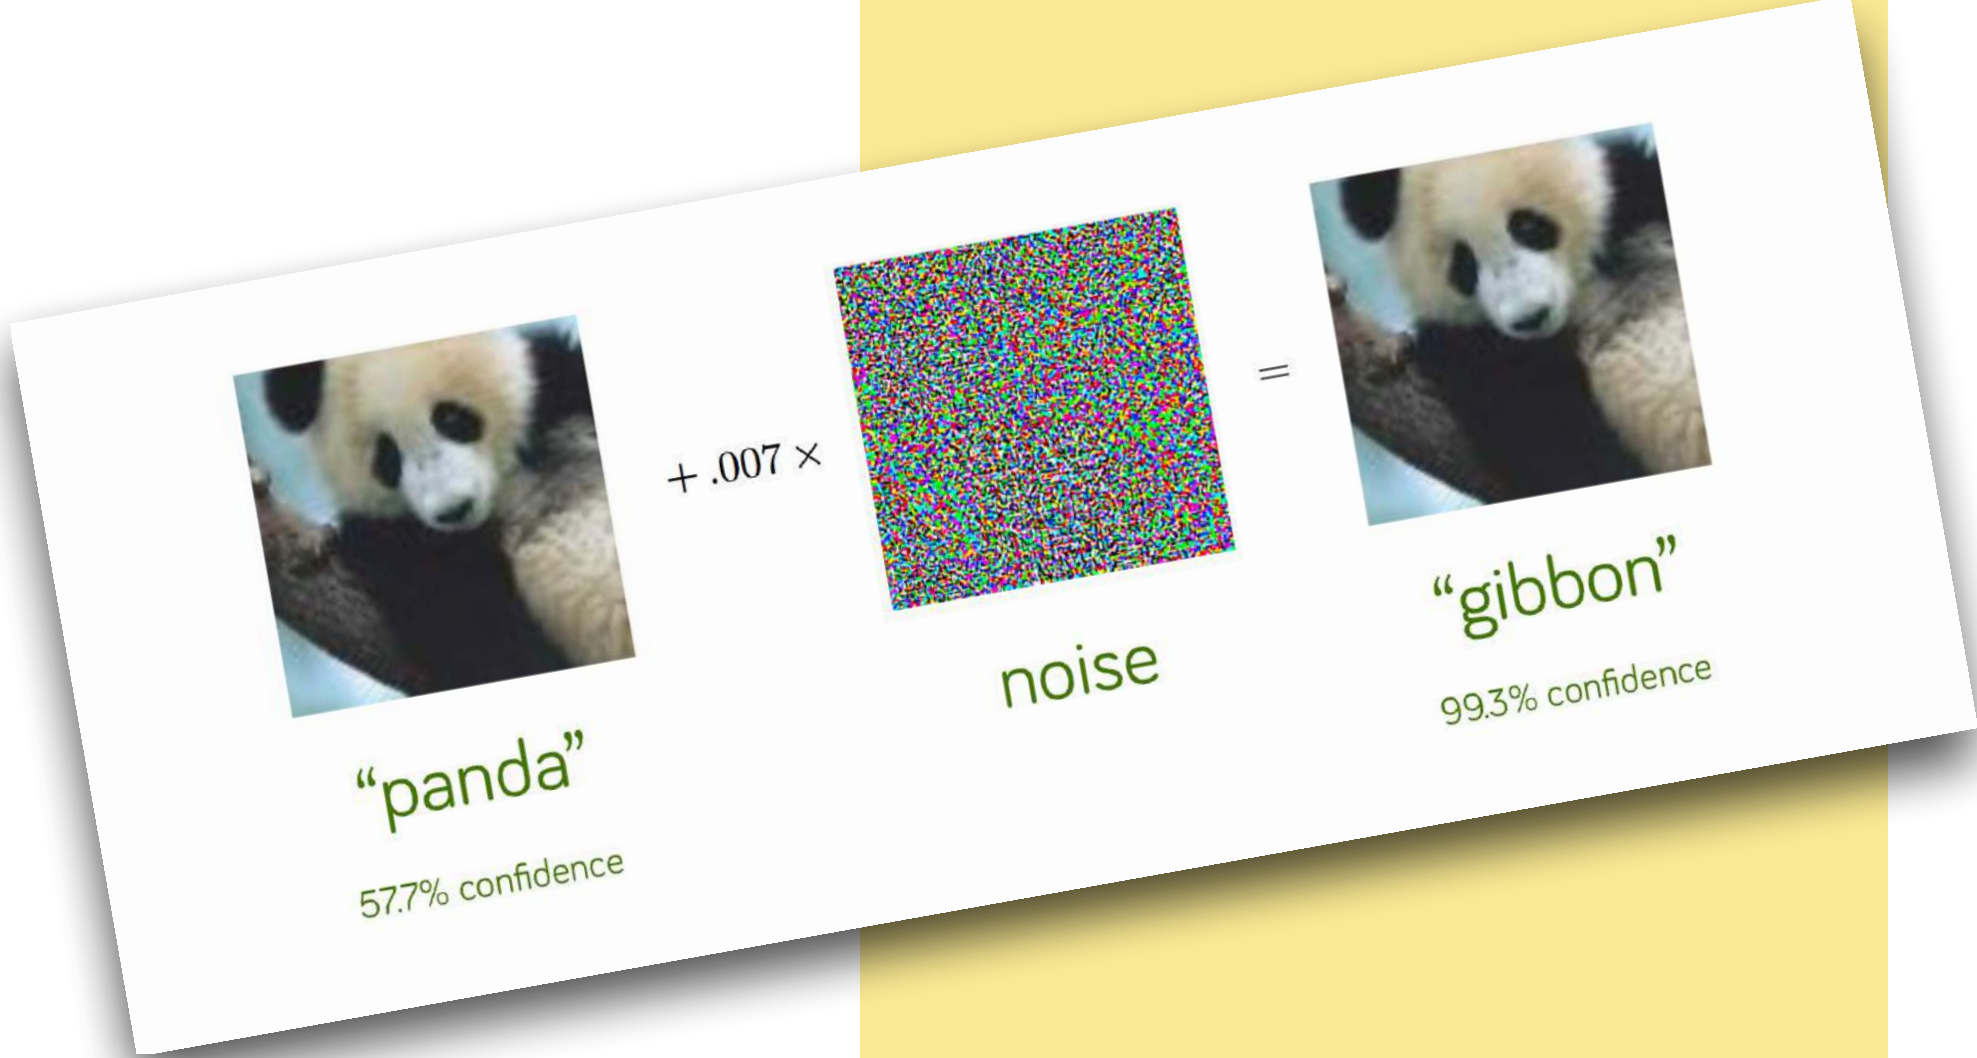 + .007 ×
=
“panda”
57.7% confidence
noise
“gibbon”
99.3% confidence